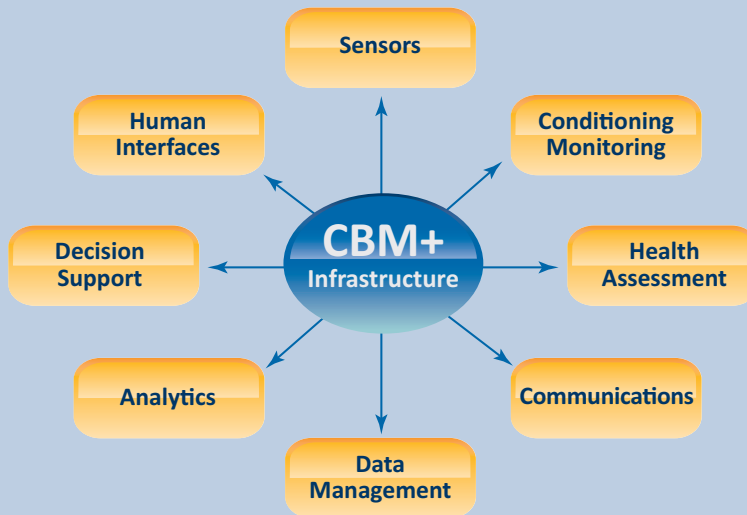 Sensors
Human
Interfaces
Conditioning
Monitoring
CBM+
Infrastructure
Decision
Support
Health
Assessment
Analytics
Communications
Data
Management